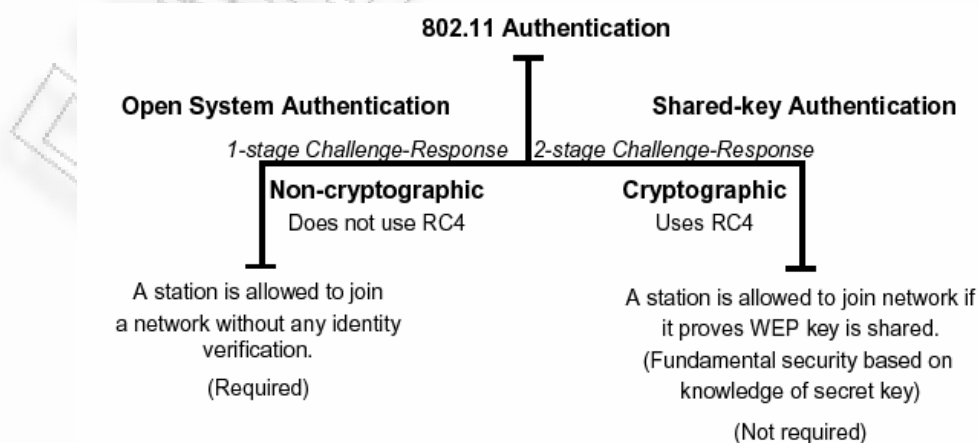 802.11 Authentication
Open System Authentication
Shared-key Authentication
1-stage Challenge-Response
2-stage Challenge-Response
Non-cryptographic
Does not use RC4
Cryptographic
Uses RC4
A station is allowed to join
a network without any identity
verification.
(Required)
A station is allowed to join network if
it proves WEP key is shared.
(Fundamental security based on
knowledge of secret key)
(Not required)